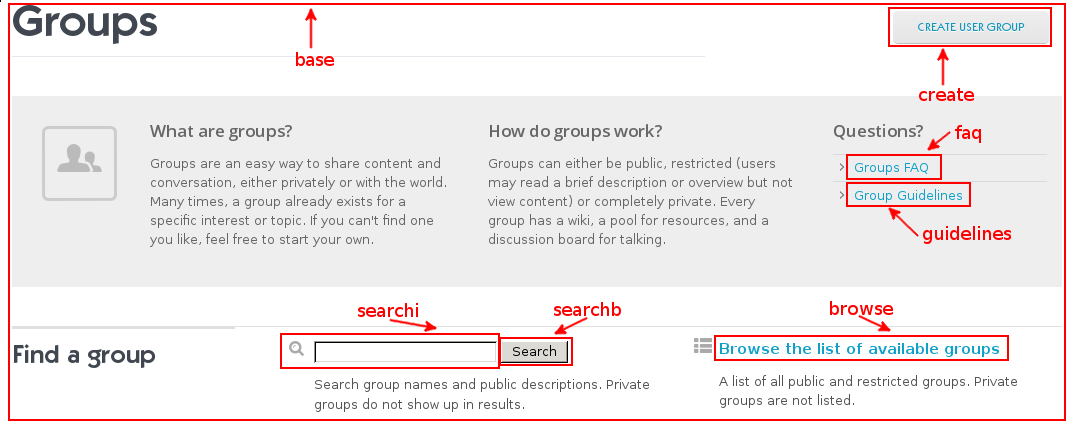 Groups
CREATE USER GROUP
base
create
What are groups?
Groups are an easy way to share content and
conversation, either privately or with the world.
Many times, a group already exists for a
specific interest or topic. If you can't find one
you like, feel free to start your own.
How do groups work?
Groups can either be public, restricted (users
may read a brief description or overview but not
view content) or completely private. Every
group has a wiki, a pool for resources, and a
discussion board for talking.
Questions?
faq
› Groups FAQ
› Group Guidelines
guidelines
searchi
searchb
browse
Find a group
Search
Search group names and public descriptions. Private
groups do not show up in results.
Browse the list of available groups
A list of all public and restricted groups. Private
groups are not listed.